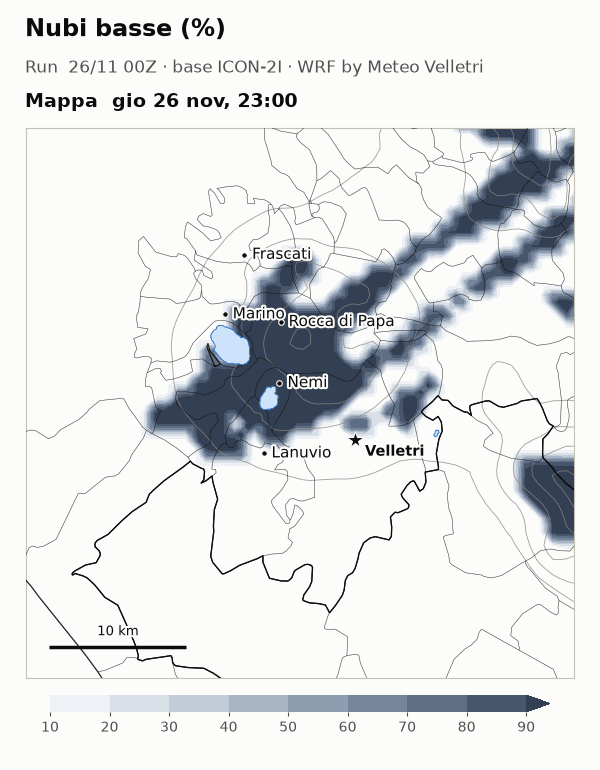 Nubi basse (%)
Run  26/11 00Z · base ICON-2I · WRF by Meteo Velletri
Mappa  gio 26 nov, 23:00
Frascati
Marino
Rocca di Papa
Nemi
Velletri
Lanuvio
10 km
10 20 30 40 50 60 70 80 90